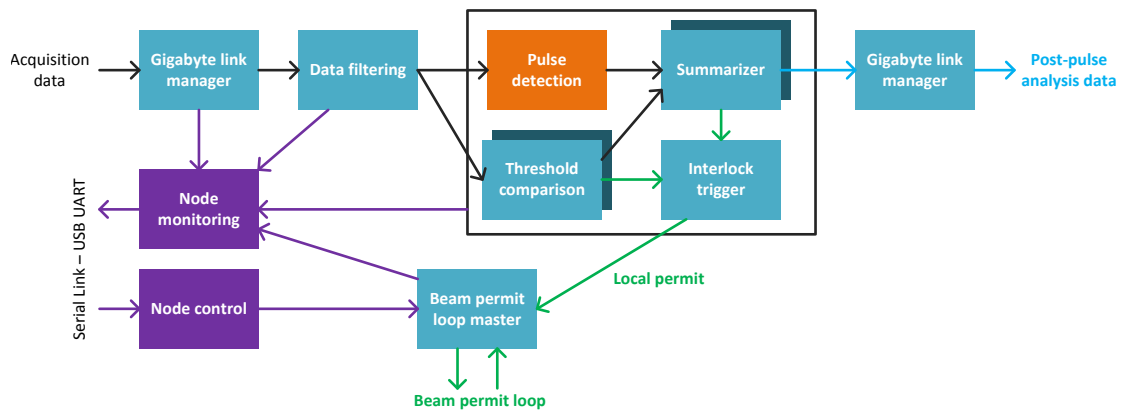 Acquisition
data
Gigabyte link
manager
Data filtering
Pulse
detection
Summarizer
Gigabyte link
manager
Post-pulse
analysis data
Threshold
comparison
Interlock
trigger
Serial Link – USB UART
Node
monitoring
Local permit
Node control
Beam permit
loop master
Beam permit loop